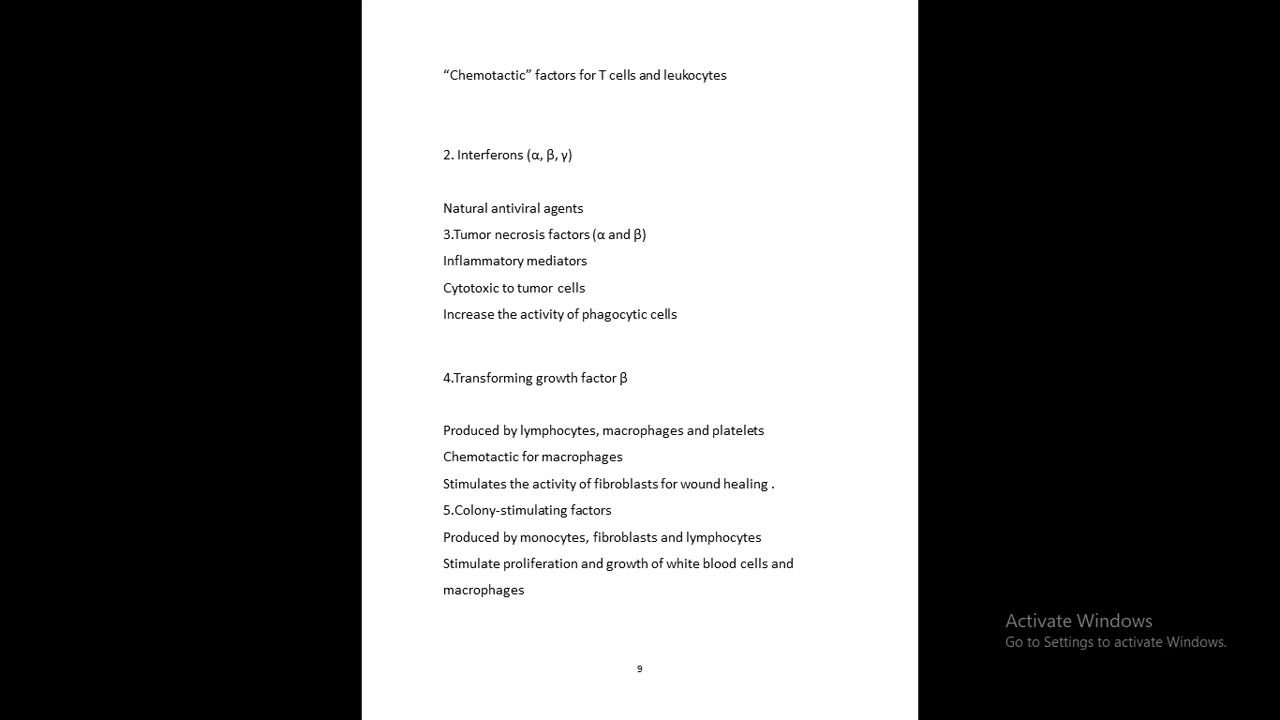 “Chemotactic” factors for T cells and leukocytes
2. Interferons (α, β, γ)
Natural antiviral agents
3.Tumor necrosis factors (α and β)
Inflammatory mediators
Cytotoxic to tumor cells
Increase the activity of phagocytic cells
4.Transforming growth factor β
Produced by lymphocytes, macrophages and platelets
Chemotactic for macrophages
Stimulates the activity of fibroblasts for wound healing .
5.Colony-stimulating factors
Produced by monocytes, fibroblasts and lymphocytes
Stimulate proliferation and growth of white blood cells and
macrophages
9
Activate Windows
Go to Settings to activate Windows.